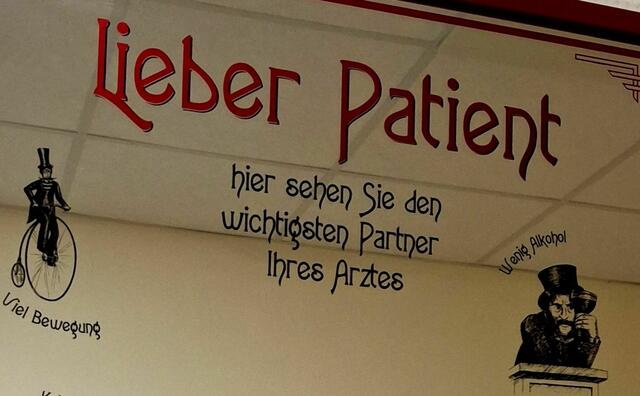 Lieber Patient
hier sehen Sie den
wichtigsten Partner
Ihres Arztes
Wenig Alkohol
Viel Bewegung